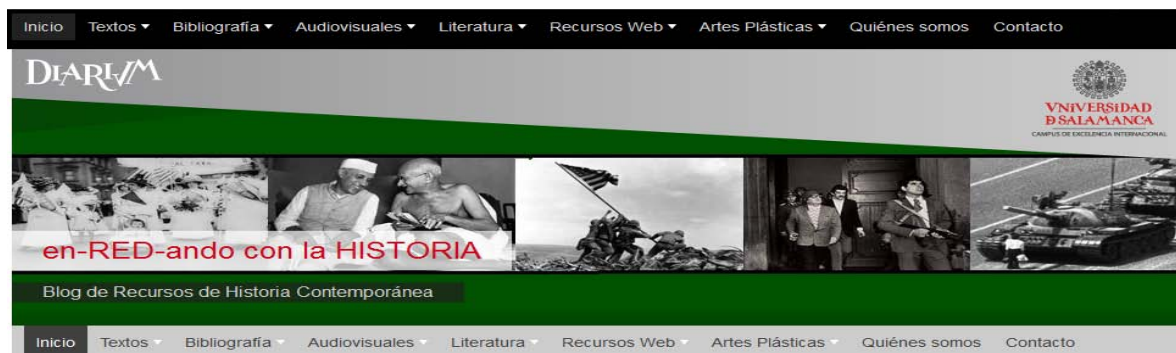 Inicio Textos Bibliografía Audiovisuales Literatura Recursos Web Artes Plásticas Quiénes somos Contacto
DIARIVM
VNiVERSiDAD
D SALAMANCA
CAMPUS DE EXCELENCIA INTERNACIONAL
en-RED-ando con la HISTORIA
Blog de Recursos de Historia Contemporánea
Inicio Textos Bibliografía Audiovisuales Literatura Recursos Web Artes Plásticas Quiénes somos Contacto